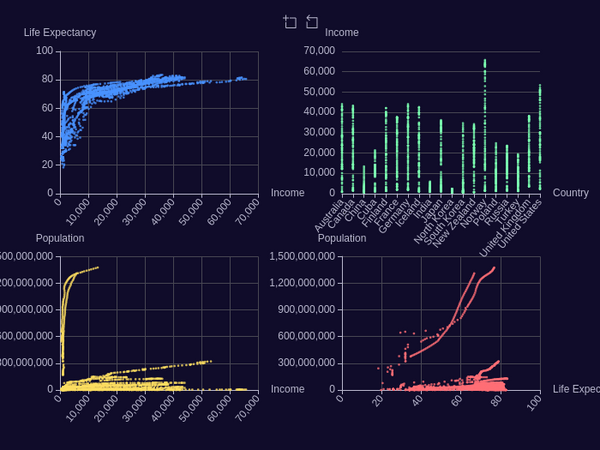 Life Expectancy
100
80
60
40
20
0
0
10,000
20,000
30,000
40,000
50,000
60,000
70,000
Income
Income
70,000
60,000
50,000
40,000
30,000
20,000
10,000
0
Australia
Canada
China
Cuba
Finland
France
Germany
Iceland
India
Japan
North Korea
South Korea
New Zealand
Norway
Poland
Russia
Turkey
United Kingdom
United States
Country
Population
500,000,000
200,000,000
900,000,000
600,000,000
300,000,000
0
0
10,000
20,000
30,000
40,000
50,000
60,000
70,000
Income
Population
1,500,000,000
1,200,000,000
900,000,000
600,000,000
300,000,000
0
0
20
40
60
80
100
Life Expec